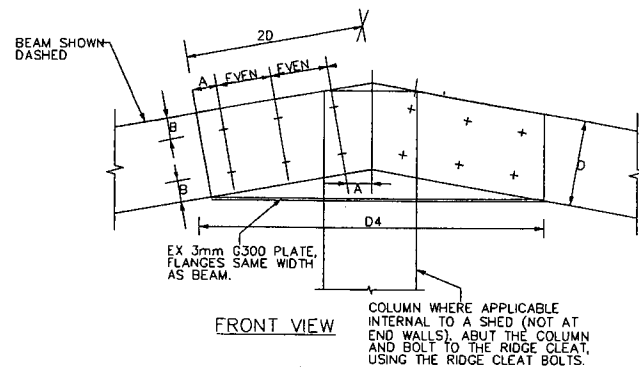 2D
BEAM SHOWN
DASHED
A
EVEN
EVEN
B
B
A
D
D4
EX 3mm G300 PLATE,
FLANGES SAME WIDTH
AS BEAM.
FRONT VIEW
COLUMN WHERE APPLICABLE
INTERNAL TO A SHED (NOT AT
END WALLS). ABUT THE COLUMN
AND BOLT TO THE RIDGE CLEAT,
USING THE RIDGE CLEAT BOLTS.